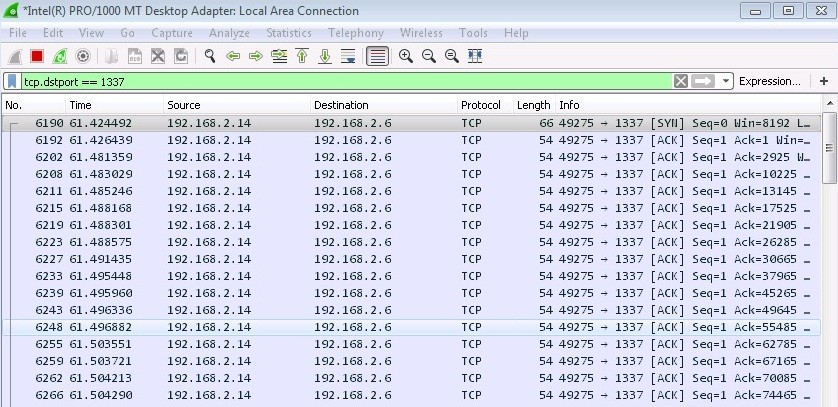 *Intel(R) PRO/1000 MT Desktop Adapter: Local Area Connection
File Edit View Go Capture Analyze Statistics Telephony Wireless Tools Help
tcp.dstport == 1337 Expression... +
No. Time Source Destination Protocol Length Info
6190 61.424492 192.168.2.14 192.168.2.6 TCP 66 49275 → 1337 [SYN] Seq=0 Win=8192 L…
6192 61.426439 192.168.2.14 192.168.2.6 TCP 54 49275 → 1337 [ACK] Seq=1 Ack=1 Win=…
6202 61.481359 192.168.2.14 192.168.2.6 TCP 54 49275 → 1337 [ACK] Seq=1 Ack=2925 W…
6208 61.483029 192.168.2.14 192.168.2.6 TCP 54 49275 → 1337 [ACK] Seq=1 Ack=10225 …
6211 61.485246 192.168.2.14 192.168.2.6 TCP 54 49275 → 1337 [ACK] Seq=1 Ack=13145 …
6215 61.488168 192.168.2.14 192.168.2.6 TCP 54 49275 → 1337 [ACK] Seq=1 Ack=17525 …
6219 61.488301 192.168.2.14 192.168.2.6 TCP 54 49275 → 1337 [ACK] Seq=1 Ack=21905 …
6223 61.488575 192.168.2.14 192.168.2.6 TCP 54 49275 → 1337 [ACK] Seq=1 Ack=26285 …
6227 61.491435 192.168.2.14 192.168.2.6 TCP 54 49275 → 1337 [ACK] Seq=1 Ack=30665 …
6233 61.495448 192.168.2.14 192.168.2.6 TCP 54 49275 → 1337 [ACK] Seq=1 Ack=37965 …
6239 61.495960 192.168.2.14 192.168.2.6 TCP 54 49275 → 1337 [ACK] Seq=1 Ack=45265 …
6243 61.496336 192.168.2.14 192.168.2.6 TCP 54 49275 → 1337 [ACK] Seq=1 Ack=49645 …
6248 61.496882 192.168.2.14 192.168.2.6 TCP 54 49275 → 1337 [ACK] Seq=1 Ack=55485 …
6255 61.503551 192.168.2.14 192.168.2.6 TCP 54 49275 → 1337 [ACK] Seq=1 Ack=62785 …
6259 61.503721 192.168.2.14 192.168.2.6 TCP 54 49275 → 1337 [ACK] Seq=1 Ack=67165 …
6262 61.504213 192.168.2.14 192.168.2.6 TCP 54 49275 → 1337 [ACK] Seq=1 Ack=70085 …
6266 61.504290 192.168.2.14 192.168.2.6 TCP 54 49275 → 1337 [ACK] Seq=1 Ack=74465 …